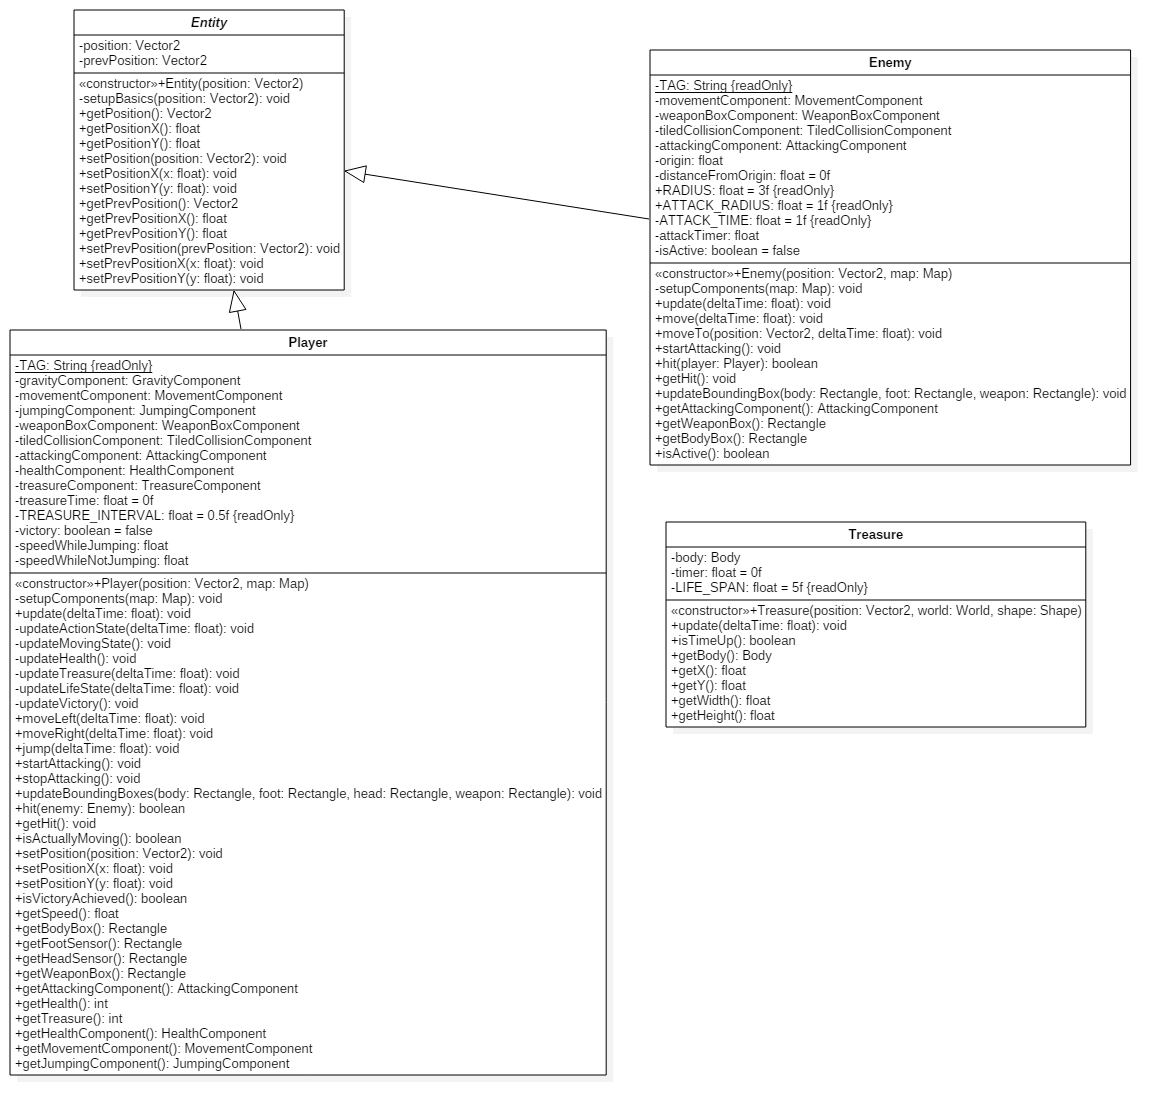 Entity
-position: Vector2
-prevPosition: Vector2
«constructor»+Entity(position: Vector2)
-setupBasics(position: Vector2): void
+getPosition(): Vector2
+getPositionX(): float
+getPositionY(): float
+setPosition(position: Vector2): void
+setPositionX(x: float): void
+setPositionY(y: float): void
+getPrevPosition(): Vector2
+getPrevPositionX(): float
+getPrevPositionY(): float
+setPrevPosition(prevPosition: Vector2): void
+setPrevPositionX(x: float): void
+setPrevPositionY(y: float): void
Enemy
-TAG: String {readOnly}
-movementComponent: MovementComponent
-weaponBoxComponent: WeaponBoxComponent
-tiledCollisionComponent: TiledCollisionComponent
-attackingComponent: AttackingComponent
-origin: float
-distanceFromOrigin: float = 0f
+RADIUS: float = 3f {readOnly}
+ATTACK_RADIUS: float = 1f {readOnly}
-ATTACK_TIME: float = 1f {readOnly}
-attackTimer: float
-isActive: boolean = false
«constructor»+Enemy(position: Vector2, map: Map)
-setupComponents(map: Map): void
+update(deltaTime: float): void
+move(deltaTime: float): void
+moveTo(position: Vector2, deltaTime: float): void
+startAttacking(): void
+hit(player: Player): boolean
+getHit(): void
+updateBoundingBox(body: Rectangle, foot: Rectangle, weapon: Rectangle): void
+getAttackingComponent(): AttackingComponent
+getWeaponBox(): Rectangle
+getBodyBox(): Rectangle
+isActive(): boolean
Player
-TAG: String {readOnly}
-gravityComponent: GravityComponent
-movementComponent: MovementComponent
-jumpingComponent: JumpingComponent
-weaponBoxComponent: WeaponBoxComponent
-tiledCollisionComponent: TiledCollisionComponent
-attackingComponent: AttackingComponent
-healthComponent: HealthComponent
-treasureComponent: TreasureComponent
-treasureTime: float = 0f
-TREASURE_INTERVAL: float = 0.5f {readOnly}
-victory: boolean = false
-speedWhileJumping: float
-speedWhileNotJumping: float
«constructor»+Player(position: Vector2, map: Map)
-setupComponents(map: Map): void
+update(deltaTime: float): void
-updateActionState(deltaTime: float): void
-updateMovingState(): void
-updateHealth(): void
-updateTreasure(deltaTime: float): void
-updateLifeState(deltaTime: float): void
-updateVictory(): void
+moveLeft(deltaTime: float): void
+moveRight(deltaTime: float): void
+jump(deltaTime: float): void
+startAttacking(): void
+stopAttacking(): void
+updateBoundingBoxes(body: Rectangle, foot: Rectangle, head: Rectangle, weapon: Rectangle): void
+hit(enemy: Enemy): boolean
+getHit(): void
+isActuallyMoving(): boolean
+setPosition(position: Vector2): void
+setPositionX(x: float): void
+setPositionY(y: float): void
+isVictoryAchieved(): boolean
+getSpeed(): float
+getBodyBox(): Rectangle
+getFootSensor(): Rectangle
+getHeadSensor(): Rectangle
+getWeaponBox(): Rectangle
+getAttackingComponent(): AttackingComponent
+getHealth(): int
+getTreasure(): int
+getHealthComponent(): HealthComponent
+getMovementComponent(): MovementComponent
+getJumpingComponent(): JumpingComponent
Treasure
-body: Body
-timer: float = 0f
-LIFE_SPAN: float = 5f {readOnly}
«constructor»+Treasure(position: Vector2, world: World, shape: Shape)
+update(deltaTime: float): void
+isTimeUp(): boolean
+getBody(): Body
+getX(): float
+getY(): float
+getWidth(): float
+getHeight(): float